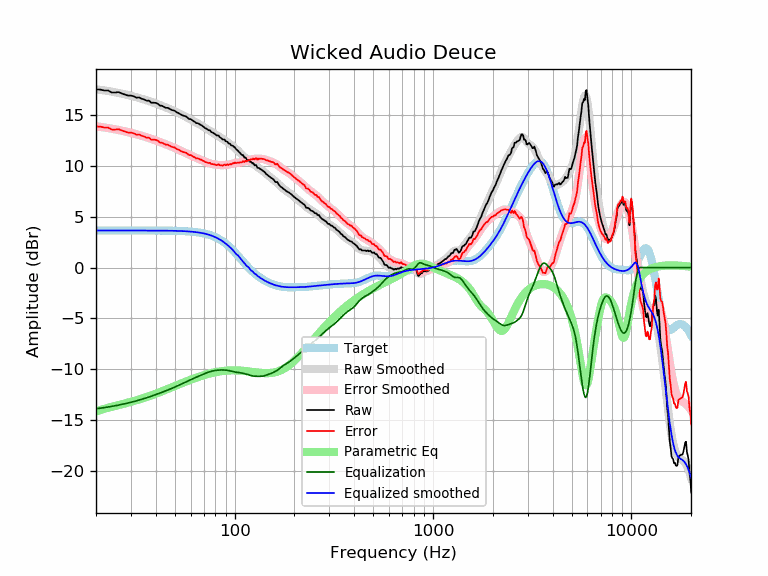 Wicked Audio Deuce
Amplitude (dBr)
15
10
5
0
−5
−10
−15
−20
Target
Raw Smoothed
Error Smoothed
Raw
Error
Parametric Eq
Equalization
Equalized smoothed
100
1000
10000
Frequency (Hz)